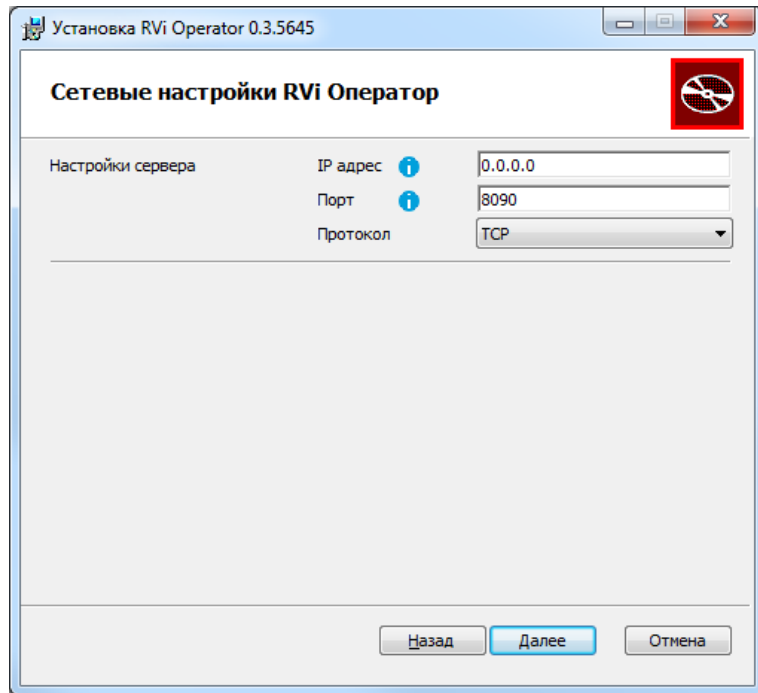 Установка RVi Operator 0.3.5645
Сетевые настройки RVi Оператор
Настройки сервера IP адрес 0.0.0.0
Порт 8090
Протокол TCP
Назад Далее Отмена